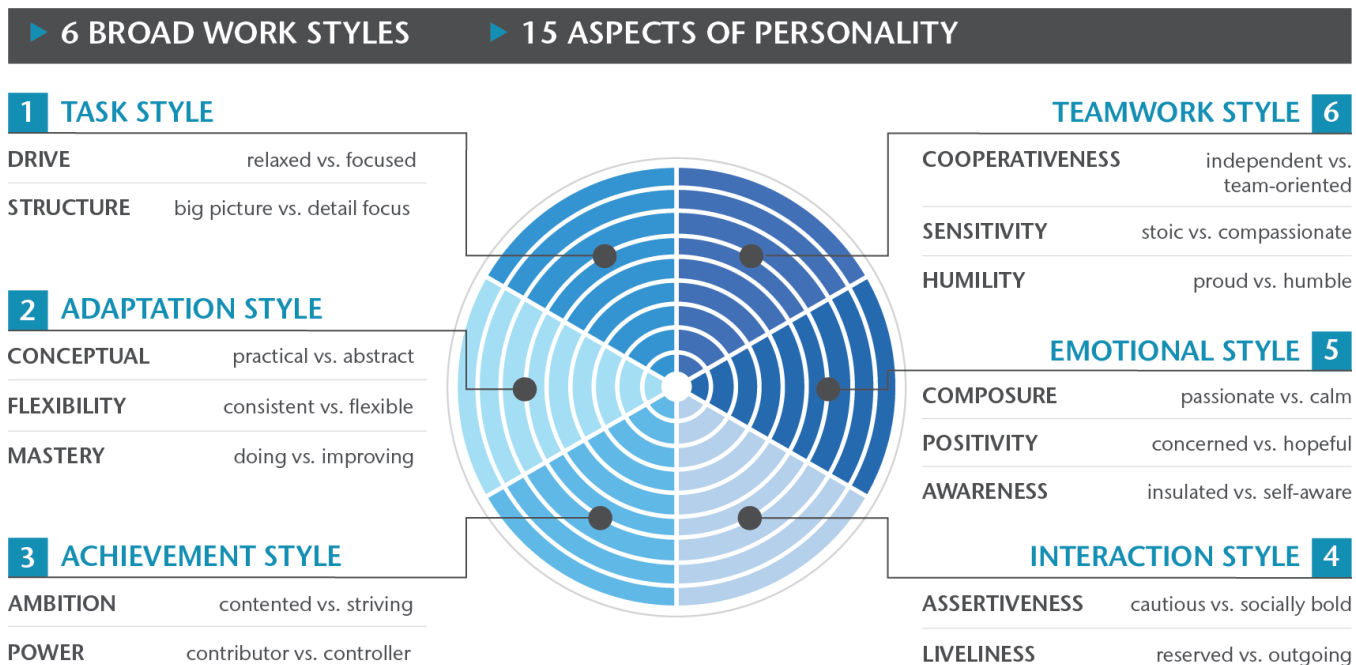 6 BROAD WORK STYLES
15 ASPECTS OF PERSONALITY
1 TASK STYLE
DRIVE relaxed vs. focused
STRUCTURE big picture vs. detail focus
2 ADAPTATION STYLE
CONCEPTUAL practical vs. abstract
FLEXIBILITY consistent vs. flexible
MASTERY doing vs. improving
3 ACHIEVEMENT STYLE
AMBITION contented vs. striving
POWER contributor vs. controller
TEAMWORK STYLE 6
COOPERATIVENESS independent vs.
team-oriented
SENSITIVITY stoic vs. compassionate
HUMILITY proud vs. humble
EMOTIONAL STYLE 5
COMPOSURE passionate vs. calm
POSITIVITY concerned vs. hopeful
AWARENESS insulated vs. self-aware
INTERACTION STYLE 4
ASSERTIVENESS cautious vs. socially bold
LIVELINESS reserved vs. outgoing